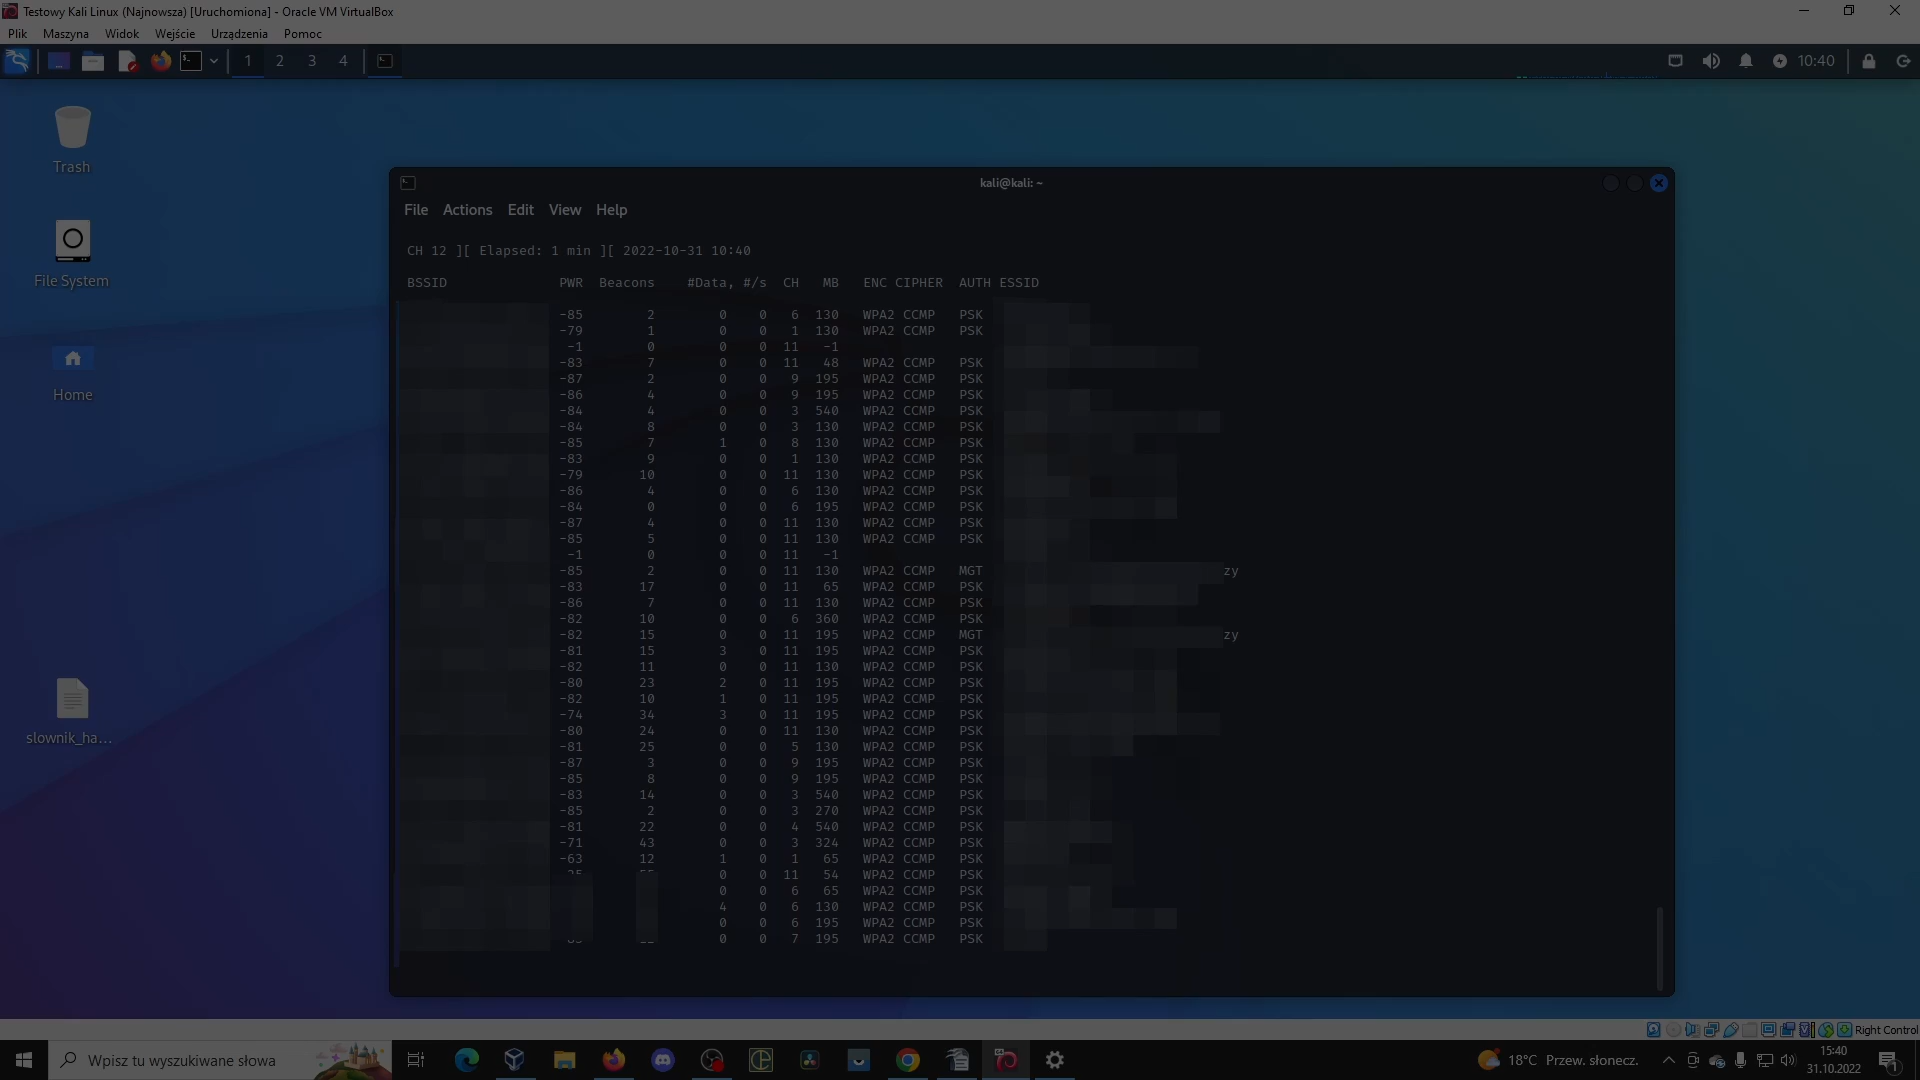 Testowy Kali Linux (Najnowsza) [Uruchomiona] - Oracle VM VirtualBox
Plik Maszyna Widok Wejście Urządzenia Pomoc
1 2 3 4 10:40
Trash
File System
Home
slownik_ha...
kali@kali: ~
File Actions Edit View Help
CH 12 ][ Elapsed: 1 min ][ 2022-10-31 10:40
BSSID PWR Beacons #Data, #/s CH MB ENC CIPHER AUTH ESSID
-85 2 0 0 6 130 WPA2 CCMP PSK
-79 1 0 0 1 130 WPA2 CCMP PSK
-1 0 0 0 11 -1
-83 7 0 0 11 48 WPA2 CCMP PSK
-87 2 0 0 9 195 WPA2 CCMP PSK
-86 4 0 0 9 195 WPA2 CCMP PSK
-84 4 0 0 3 540 WPA2 CCMP PSK
-84 8 0 0 3 130 WPA2 CCMP PSK
-85 7 1 0 8 130 WPA2 CCMP PSK
-83 9 0 0 1 130 WPA2 CCMP PSK
-79 10 0 0 11 130 WPA2 CCMP PSK
-86 4 0 0 6 130 WPA2 CCMP PSK
-84 0 0 0 6 195 WPA2 CCMP PSK
-87 4 0 0 11 130 WPA2 CCMP PSK
-85 5 0 0 11 130 WPA2 CCMP PSK
-1 0 0 0 11 -1
-85 2 0 0 11 130 WPA2 CCMP MGT zy
-83 17 0 0 11 65 WPA2 CCMP PSK
-86 7 0 0 11 130 WPA2 CCMP PSK
-82 10 0 0 6 360 WPA2 CCMP PSK
-82 15 0 0 11 195 WPA2 CCMP MGT zy
-81 15 3 0 11 195 WPA2 CCMP PSK
-82 11 0 0 11 130 WPA2 CCMP PSK
-80 23 2 0 11 195 WPA2 CCMP PSK
-82 10 1 0 11 195 WPA2 CCMP PSK
-74 34 3 0 11 195 WPA2 CCMP PSK
-80 24 0 0 11 130 WPA2 CCMP PSK
-81 25 0 0 5 130 WPA2 CCMP PSK
-87 3 0 0 9 195 WPA2 CCMP PSK
-85 8 0 0 9 195 WPA2 CCMP PSK
-83 14 0 0 3 540 WPA2 CCMP PSK
-85 2 0 0 3 270 WPA2 CCMP PSK
-81 22 0 0 4 540 WPA2 CCMP PSK
-71 43 0 0 3 324 WPA2 CCMP PSK
-63 12 1 0 1 65 WPA2 CCMP PSK
0 0 11 54 WPA2 CCMP PSK
0 0 6 65 WPA2 CCMP PSK
4 0 6 130 WPA2 CCMP PSK
0 0 6 195 WPA2 CCMP PSK
0 0 7 195 WPA2 CCMP PSK
Right Control
Wpisz tu wyszukiwane słowa
18°C Przew. słonecz.
15:40
31.10.2022
1